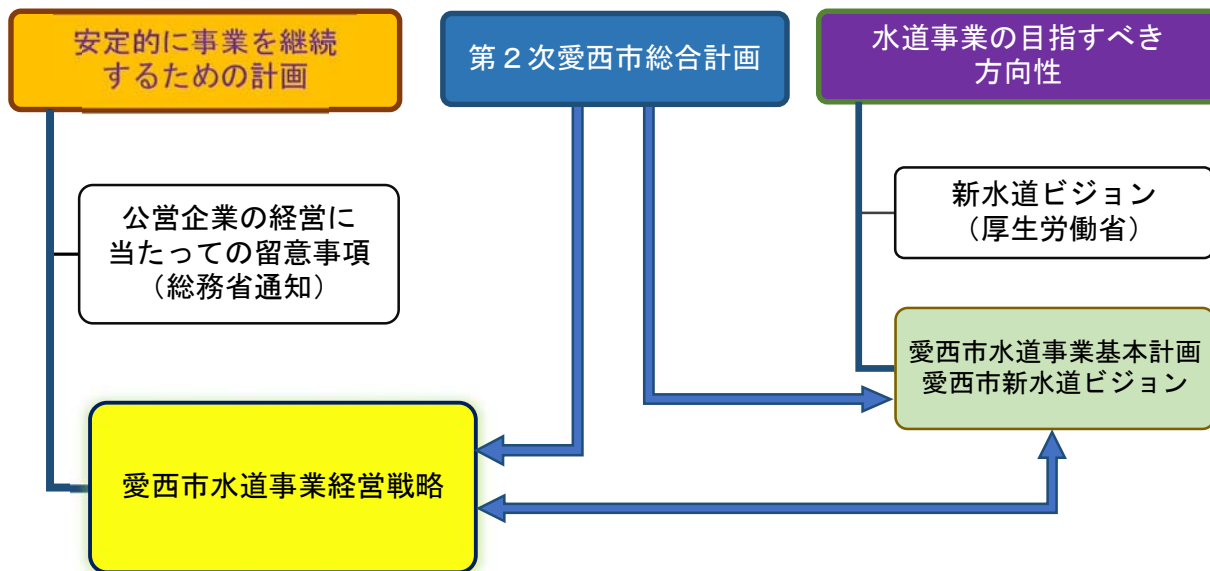 安定的に事業を継続
するための計画
第２次愛西市総合計画
水道事業の目指すべき
方向性
公営企業の経営に
当たっての留意事項
（総務省通知）
新水道ビジョン
（厚生労働省）
愛西市水道事業基本計画
愛西市新水道ビジョン
愛西市水道事業経営戦略